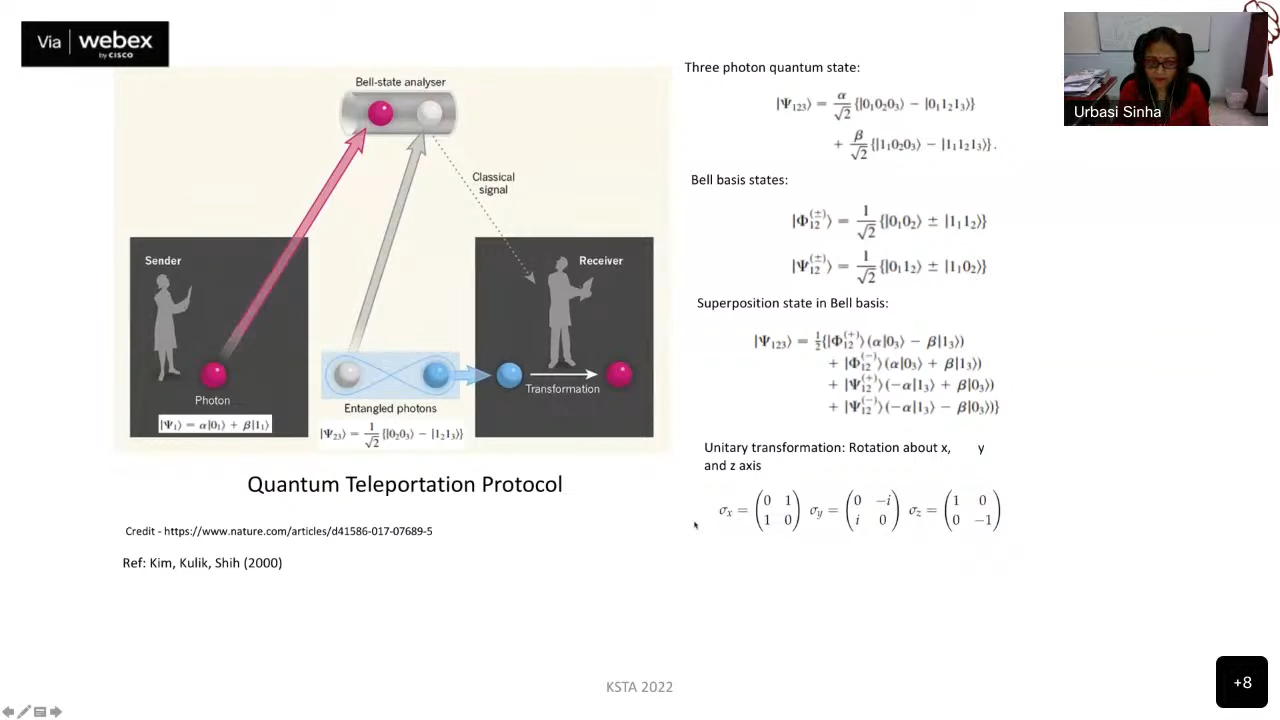 Via | webex
by CISCO
Bell-state analyser
Classical
signal
Sender
Receiver
Photon
|Ψ₁⟩ = α|0₁⟩ + β|1₁⟩
Entangled photons
|Ψ₂₃⟩ = 1/√2 {|0₂0₃⟩ − |1₂1₃⟩}
Transformation
Quantum Teleportation Protocol
Credit - https://www.nature.com/articles/d41586-017-07689-5
Ref: Kim, Kulik, Shih (2000)
Three photon quantum state:
|Ψ₁₂₃⟩ = α/√2 {|0₁0₂0₃⟩ − |0₁1₂1₃⟩}
+ β/√2 {|1₁0₂0₃⟩ − |1₁1₂1₃⟩}.
Bell basis states:
|Φ₁₂⁽±⁾⟩ = 1/√2 {|0₁0₂⟩ ± |1₁1₂⟩}
|Ψ₁₂⁽±⁾⟩ = 1/√2 {|0₁1₂⟩ ± |1₁0₂⟩}
Superposition state in Bell basis:
|Ψ₁₂₃⟩ = ½{|Φ₁₂⁽⁺⁾⟩(α|0₃⟩ − β|1₃⟩)
+ |Φ₁₂⁽⁻⁾⟩(α|0₃⟩ + β|1₃⟩)
+ |Ψ₁₂⁽⁺⁾⟩(−α|1₃⟩ + β|0₃⟩)
+ |Ψ₁₂⁽⁻⁾⟩(−α|1₃⟩ − β|0₃⟩)}
Unitary transformation: Rotation about x, y
and z axis
σx = (0 1; 1 0) σy = (0 −i; i 0) σz = (1 0; 0 −1)
Urbasi Sinha
KSTA 2022
+8